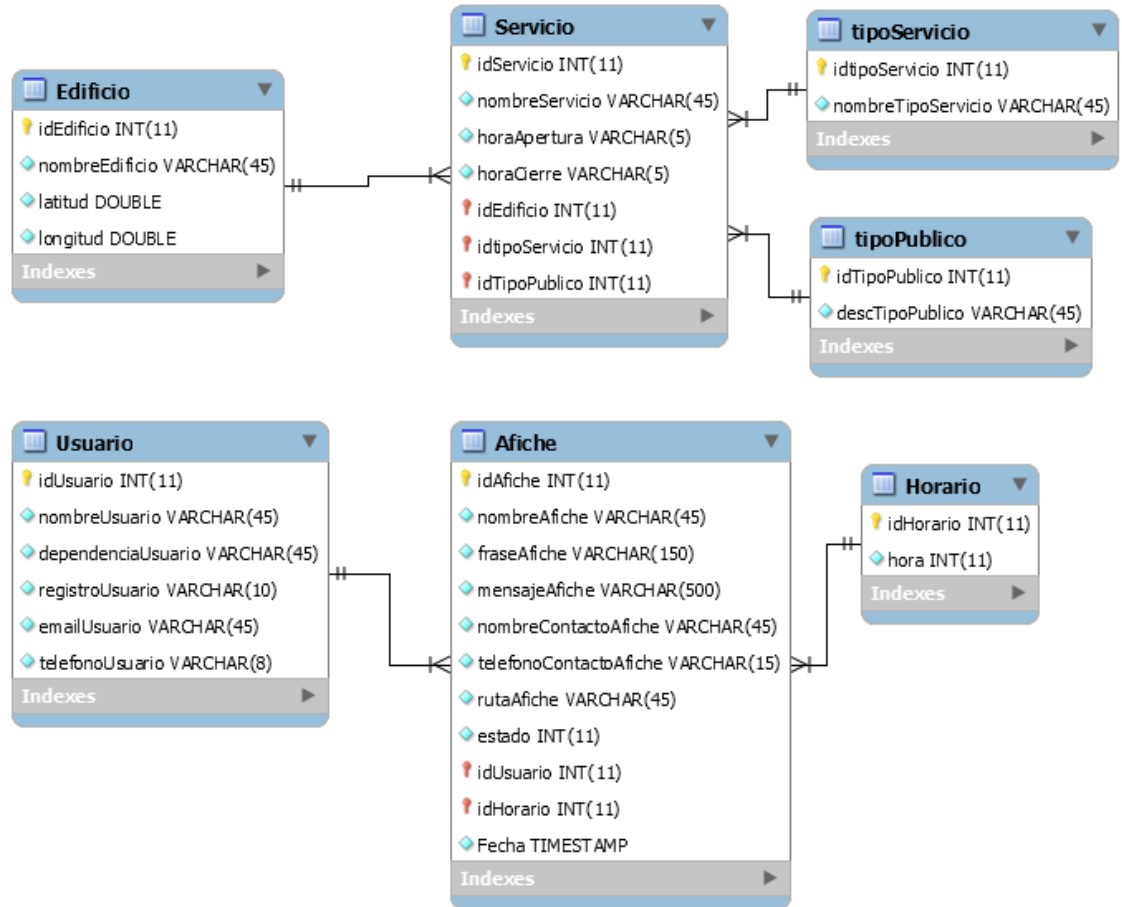 Edificio
idEdificio INT(11)
nombreEdificio VARCHAR(45)
latitud DOUBLE
longitud DOUBLE
Indexes
Servicio
idServicio INT(11)
nombreServicio VARCHAR(45)
horaApertura VARCHAR(5)
horaCierre VARCHAR(5)
idEdificio INT(11)
idtipoServicio INT(11)
idTipoPublico INT(11)
Indexes
tipoServicio
idtipoServicio INT(11)
nombreTipoServicio VARCHAR(45)
Indexes
tipoPublico
idTipoPublico INT(11)
descTipoPublico VARCHAR(45)
Indexes
Usuario
idUsuario INT(11)
nombreUsuario VARCHAR(45)
dependenciaUsuario VARCHAR(45)
registroUsuario VARCHAR(10)
emailUsuario VARCHAR(45)
telefonoUsuario VARCHAR(8)
Indexes
Afiche
idAfiche INT(11)
nombreAfiche VARCHAR(45)
fraseAfiche VARCHAR(150)
mensajeAfiche VARCHAR(500)
nombreContactoAfiche VARCHAR(45)
telefonoContactoAfiche VARCHAR(15)
rutaAfiche VARCHAR(45)
estado INT(11)
idUsuario INT(11)
idHorario INT(11)
Fecha TIMESTAMP
Indexes
Horario
idHorario INT(11)
hora INT(11)
Indexes